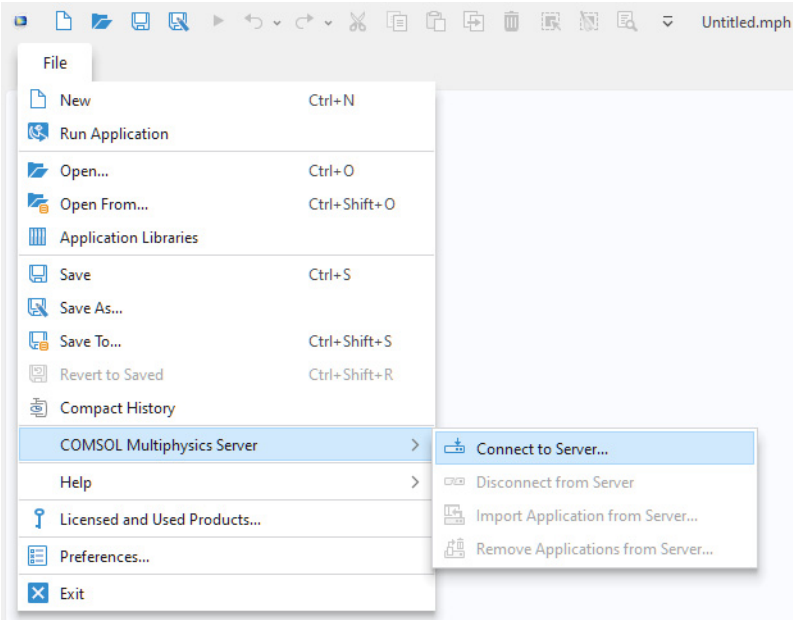 Untitled.mph
File
New Ctrl+N
Run Application
Open... Ctrl+O
Open From... Ctrl+Shift+O
Application Libraries
Save Ctrl+S
Save As...
Save To... Ctrl+Shift+S
Revert to Saved Ctrl+Shift+R
Compact History
COMSOL Multiphysics Server
Connect to Server...
Help
Disconnect from Server
Licensed and Used Products...
Import Application from Server...
Preferences...
Remove Applications from Server...
Exit